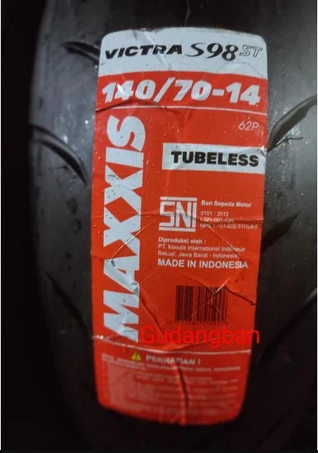 VICTRA S98 ST
140/70-14
62P
MAXXIS
TUBELESS
SNI
Ban Sepeda Motor
Diproduksi oleh :
PT. Maxxis International Indonesia
Bekasi, Jawa Barat - Indonesia.
MADE IN INDONESIA
Gudangban
PERHATIAN !